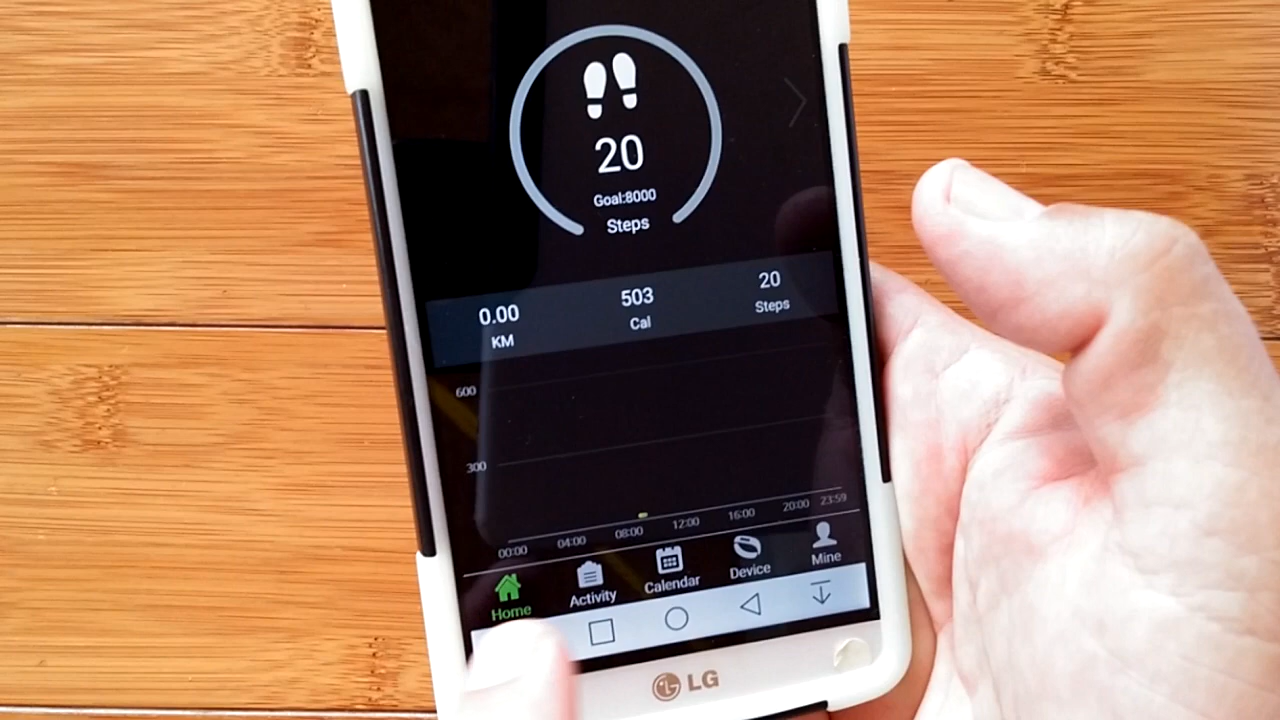 20
Goal:8000
Steps
0.00 503 20
KM Cal Steps
600
300
00:00 04:00 08:00 12:00 16:00 20:00 23:59
Home Activity Calendar Device Mine
LG